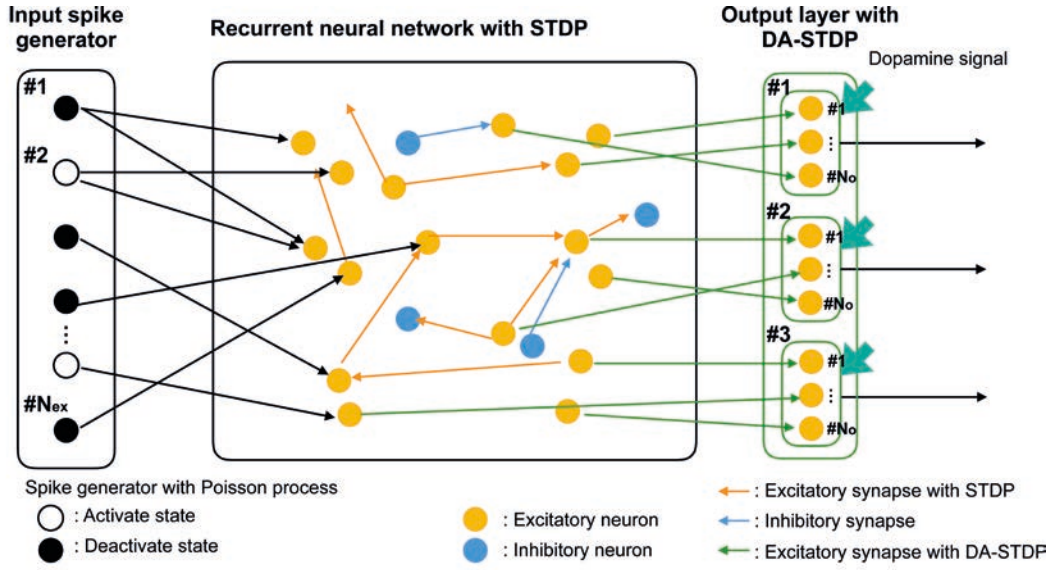 Input spike
generator
Recurrent neural network with STDP
Output layer with
DA-STDP
Dopamine signal
#1
#2
#Nex
#1
#1
#No
#2
#1
#No
#3
#1
#No
Spike generator with Poisson process
: Activate state
: Deactivate state
: Excitatory neuron
: Inhibitory neuron
: Excitatory synapse with STDP
: Inhibitory synapse
: Excitatory synapse with DA-STDP